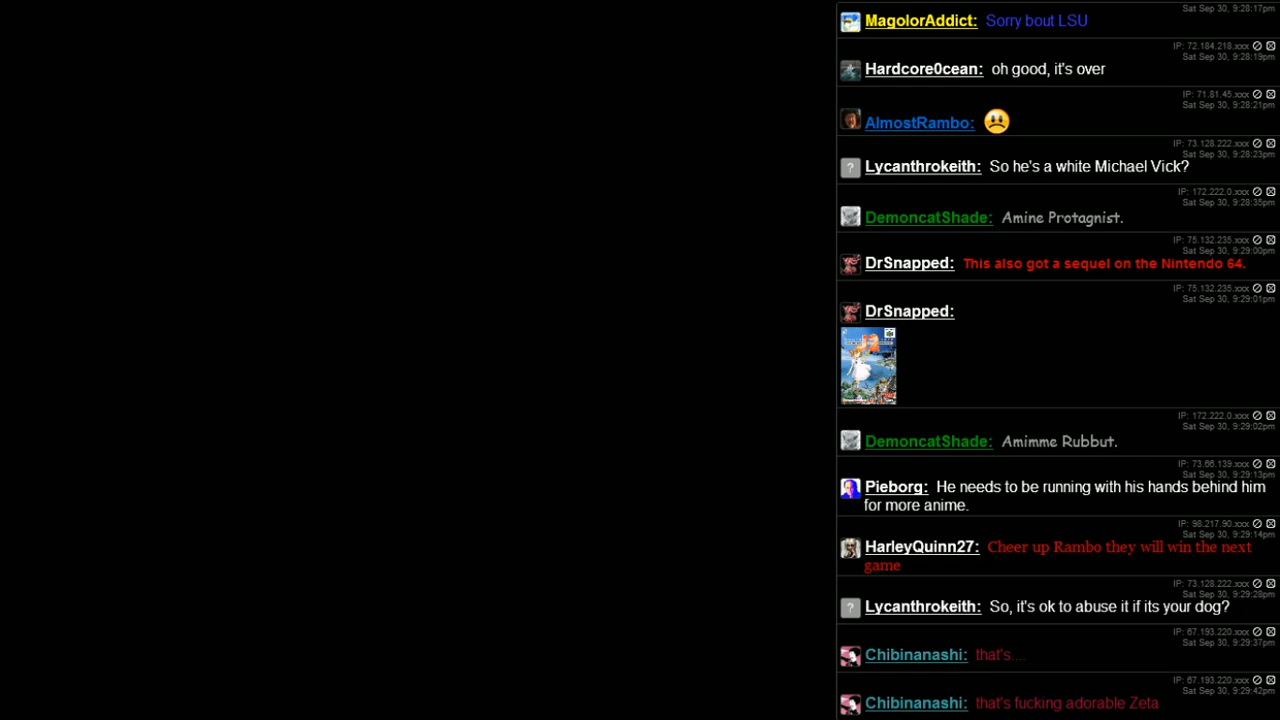 Sat Sep 30, 9:28:17pm
MagolorAddict: Sorry bout LSU
IP: 72.184.218.xxx
Sat Sep 30, 9:28:19pm
Hardcore0cean: oh good, it's over
IP: 71.81.45.xxx
Sat Sep 30, 9:28:21pm
AlmostRambo:
IP: 73.128.222.xxx
Sat Sep 30, 9:28:23pm
Lycanthrokeith: So he's a white Michael Vick?
IP: 172.222.0.xxx
Sat Sep 30, 9:28:35pm
DemoncatShade: Amine Protagnist.
IP: 75.132.235.xxx
Sat Sep 30, 9:29:00pm
DrSnapped: This also got a sequel on the Nintendo 64.
IP: 75.132.235.xxx
Sat Sep 30, 9:29:01pm
DrSnapped:
IP: 172.222.0.xxx
Sat Sep 30, 9:29:02pm
DemoncatShade: Amimme Rubbut.
IP: 73.66.139.xxx
Sat Sep 30, 9:29:13pm
Pieborg: He needs to be running with his hands behind him
for more anime.
IP: 98.217.90.xxx
Sat Sep 30, 9:29:14pm
HarleyQuinn27: Cheer up Rambo they will win the next
game
IP: 73.128.222.xxx
Sat Sep 30, 9:29:28pm
Lycanthrokeith: So, it's ok to abuse it if its your dog?
IP: 67.193.220.xxx
Sat Sep 30, 9:29:37pm
Chibinanashi: that's....
IP: 67.193.220.xxx
Sat Sep 30, 9:29:42pm
Chibinanashi: that's fucking adorable Zeta